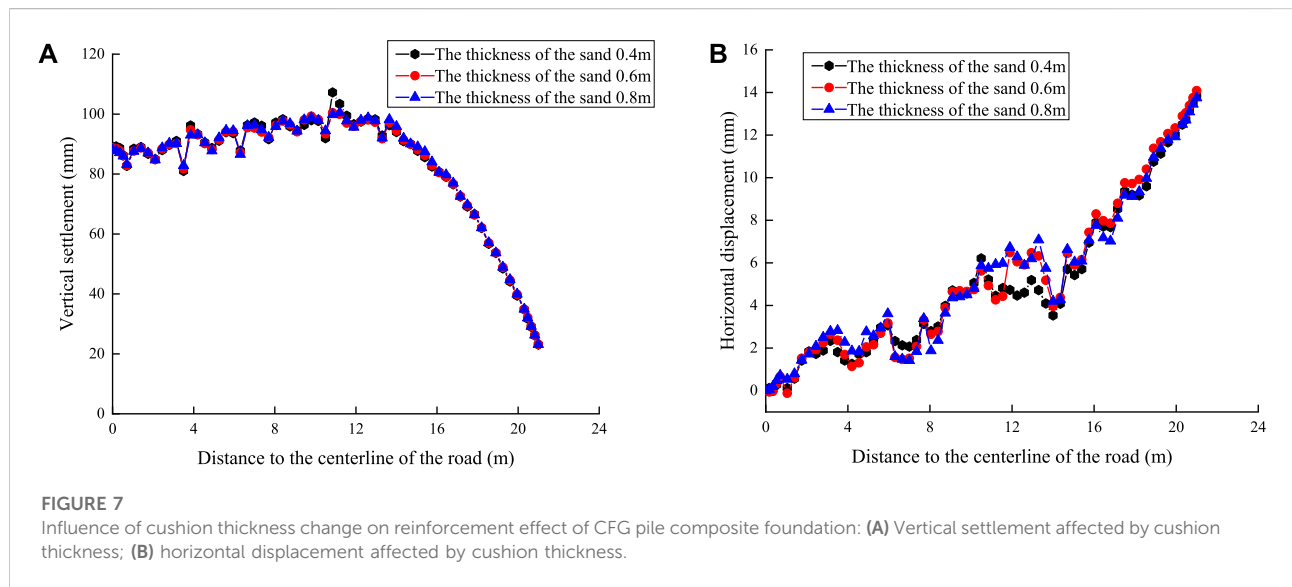 A
120
100
80
60
40
20
0
Vertical settlement (mm)
The thickness of the sand 0.4m
The thickness of the sand 0.6m
The thickness of the sand 0.8m
0 4 8 12 16 20 24
Distance to the centerline of the road (m)
B
16
14
12
10
8
6
4
2
0
Horizontal displacement (mm)
The thickness of the sand 0.4m
The thickness of the sand 0.6m
The thickness of the sand 0.8m
0 4 8 12 16 20 24
Distance to the centerline of the road (m)
FIGURE 7
Influence of cushion thickness change on reinforcement effect of CFG pile composite foundation: (A) Vertical settlement affected by cushion
thickness; (B) horizontal displacement affected by cushion thickness.